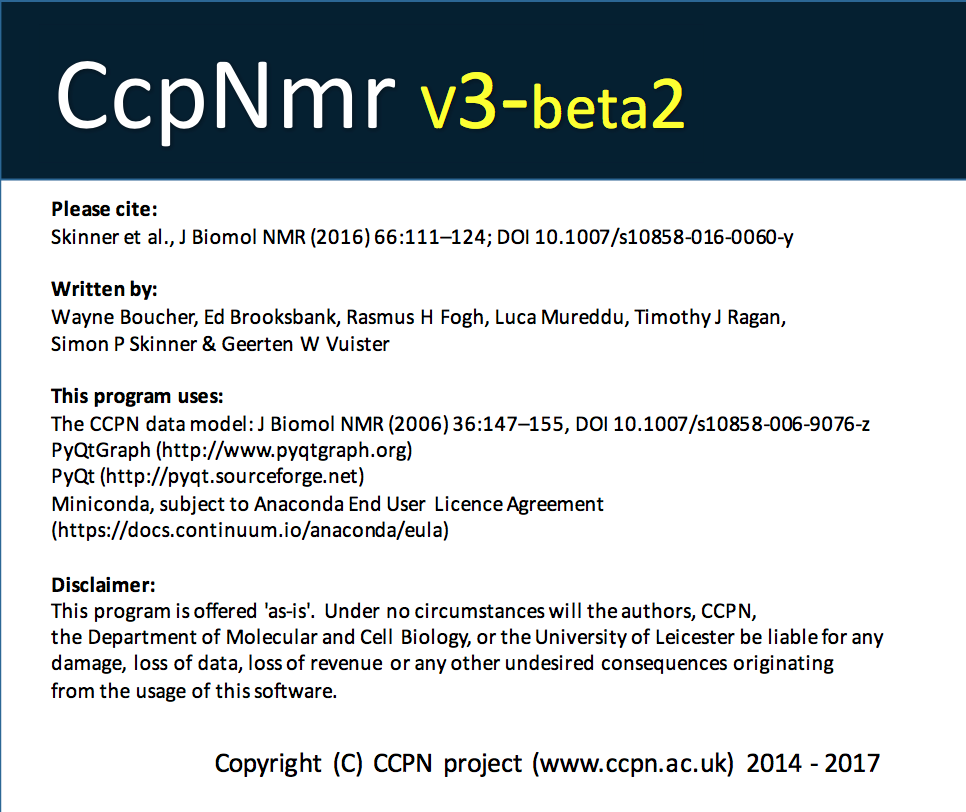 CcpNmr v3-beta2
Please cite:
Skinner et al., J Biomol NMR (2016) 66:111–124; DOI 10.1007/s10858-016-0060-y
Written by:
Wayne Boucher, Ed Brooksbank, Rasmus H Fogh, Luca Mureddu, Timothy J Ragan,
Simon P Skinner & Geerten W Vuister
This program uses:
The CCPN data model: J Biomol NMR (2006) 36:147–155, DOI 10.1007/s10858-006-9076-z
PyQtGraph (http://www.pyqtgraph.org)
PyQt (http://pyqt.sourceforge.net)
Miniconda, subject to Anaconda End User Licence Agreement
(https://docs.continuum.io/anaconda/eula)
Disclaimer:
This program is offered 'as-is'. Under no circumstances will the authors, CCPN,
the Department of Molecular and Cell Biology, or the University of Leicester be liable for any
damage, loss of data, loss of revenue or any other undesired consequences originating
from the usage of this software.
Copyright (C) CCPN project (www.ccpn.ac.uk) 2014 - 2017